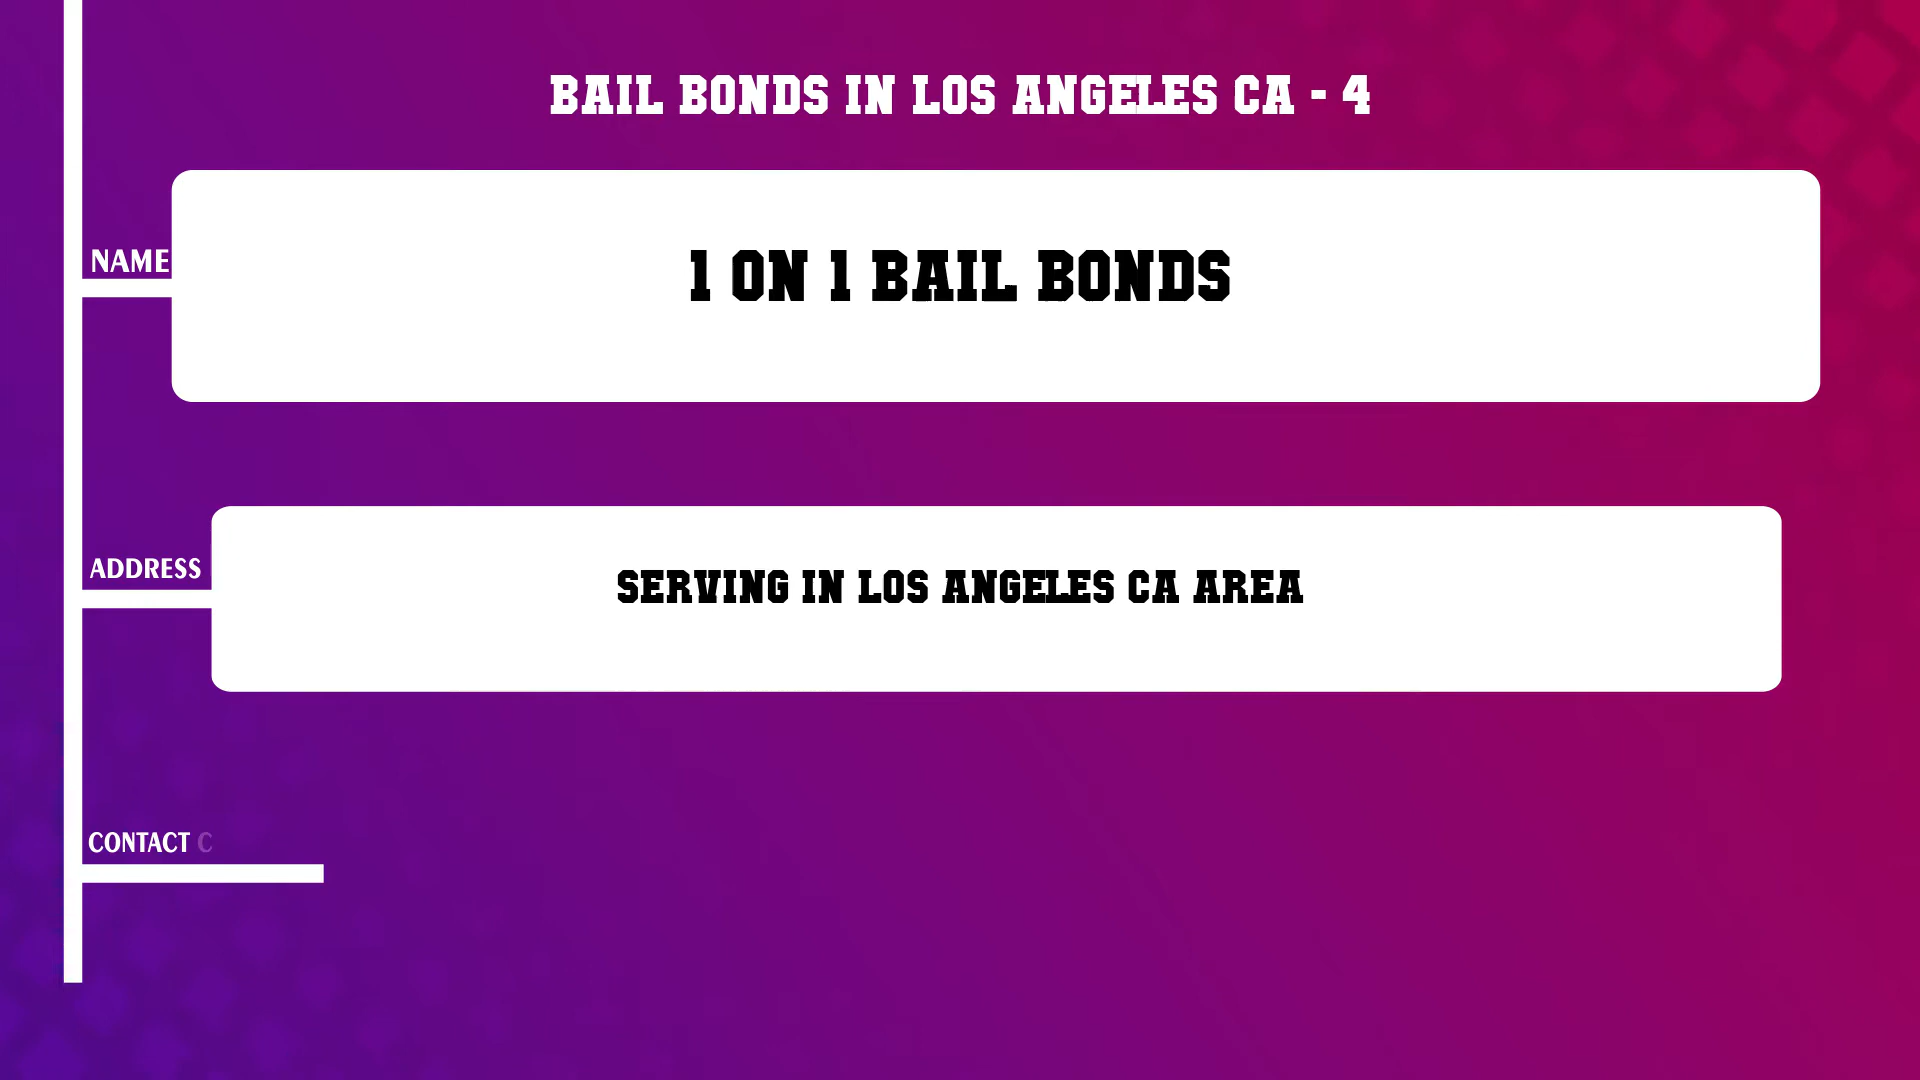 BAIL BONDS IN LOS ANGELES CA - 4
NAME
1 ON 1 BAIL BONDS
ADDRESS
SERVING IN LOS ANGELES CA AREA
CONTACT C